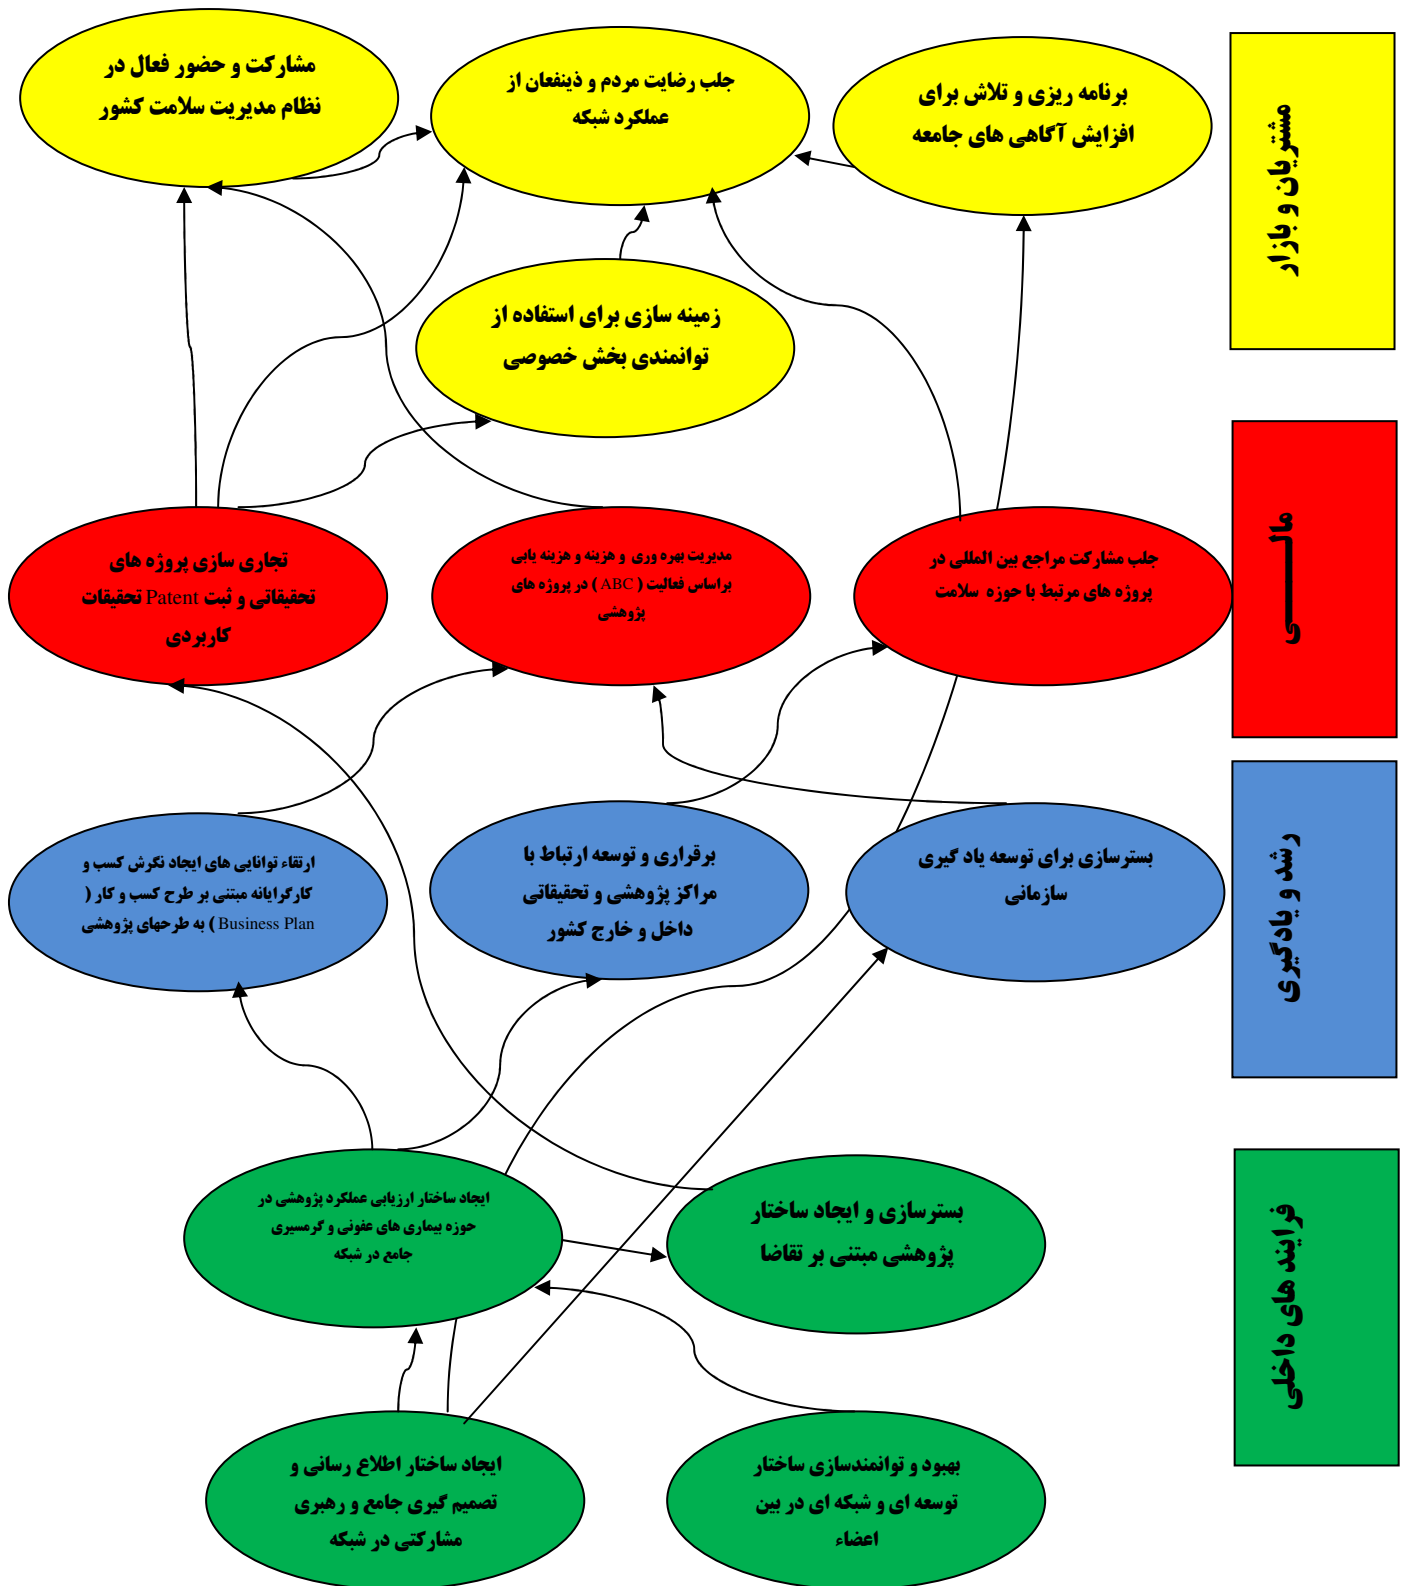 مشارکت و حضور فعال در
نظام مدیریت سلامت کشور
جلب رضایت مردم و ذینفعان از
عملکرد شبکه
برنامه ریزی و تلاش برای
افزایش آگاهی های جامعه
مشتریان و بازار
زمینه سازی برای استفاده از
توانمندی بخش خصوصی
تجاری سازی پروژه های
تحقیقاتی و ثبت Patent تحقیقات
کاربردی
مدیریت بهره وری و هزینه و هزینه یابی
براساس فعالیت ( ABC ) در پروژه های
پژوهشی
جلب مشارکت مراجع بین المللی در
پروژه های مرتبط با حوزه سلامت
مالــــــی
ارتقاء توانایی های ایجاد نگرش کسب و
کارگرایانه مبتنی بر طرح کسب و کار (
Business Plan ) به طرحهای پژوهشی
برقراری و توسعه ارتباط با
مراکز پژوهشی و تحقیقاتی
داخل و خارج کشور
بسترسازی برای توسعه یاد گیری
سازمانی
رشد و یادگیری
ایجاد ساختار ارزیابی عملکرد پژوهشی در
حوزه بیماری های عفونی و گرمسیری
جامع در شبکه
بسترسازی و ایجاد ساختار
پژوهشی مبتنی بر تقاضا
فرایند های داخلی
ایجاد ساختار اطلاع رسانی و
تصمیم گیری جامع و رهبری
مشارکتی در شبکه
بهبود و توانمندسازی ساختار
توسعه ای و شبکه ای در بین
اعضاء